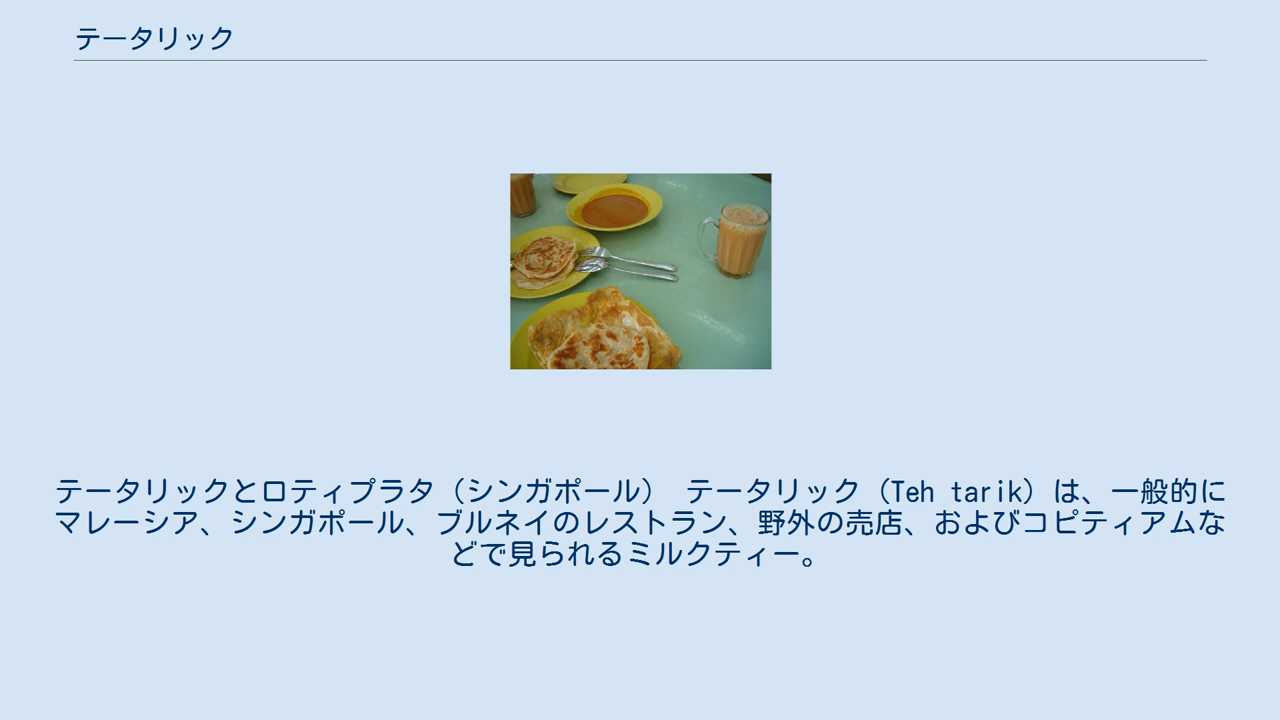 テータリック
テータリックとロティプラタ（シンガポール） テータリック（Teh tarik）は、一般的に
マレーシア、シンガポール、ブルネイのレストラン、野外の売店、およびコピティアムな
どで見られるミルクティー。